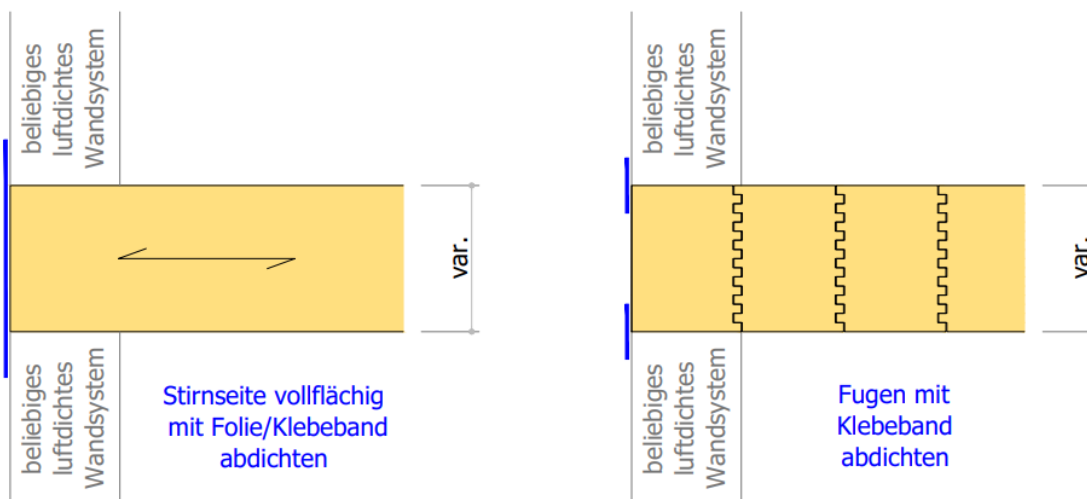 beliebiges
luftdichtes
Wandsystem
var.
beliebiges
luftdichtes
Wandsystem
Stirnseite vollflächig
mit Folie/Klebeband
abdichten
beliebiges
luftdichtes
Wandsystem
var.
beliebiges
luftdichtes
Wandsystem
Fugen mit
Klebeband
abdichten